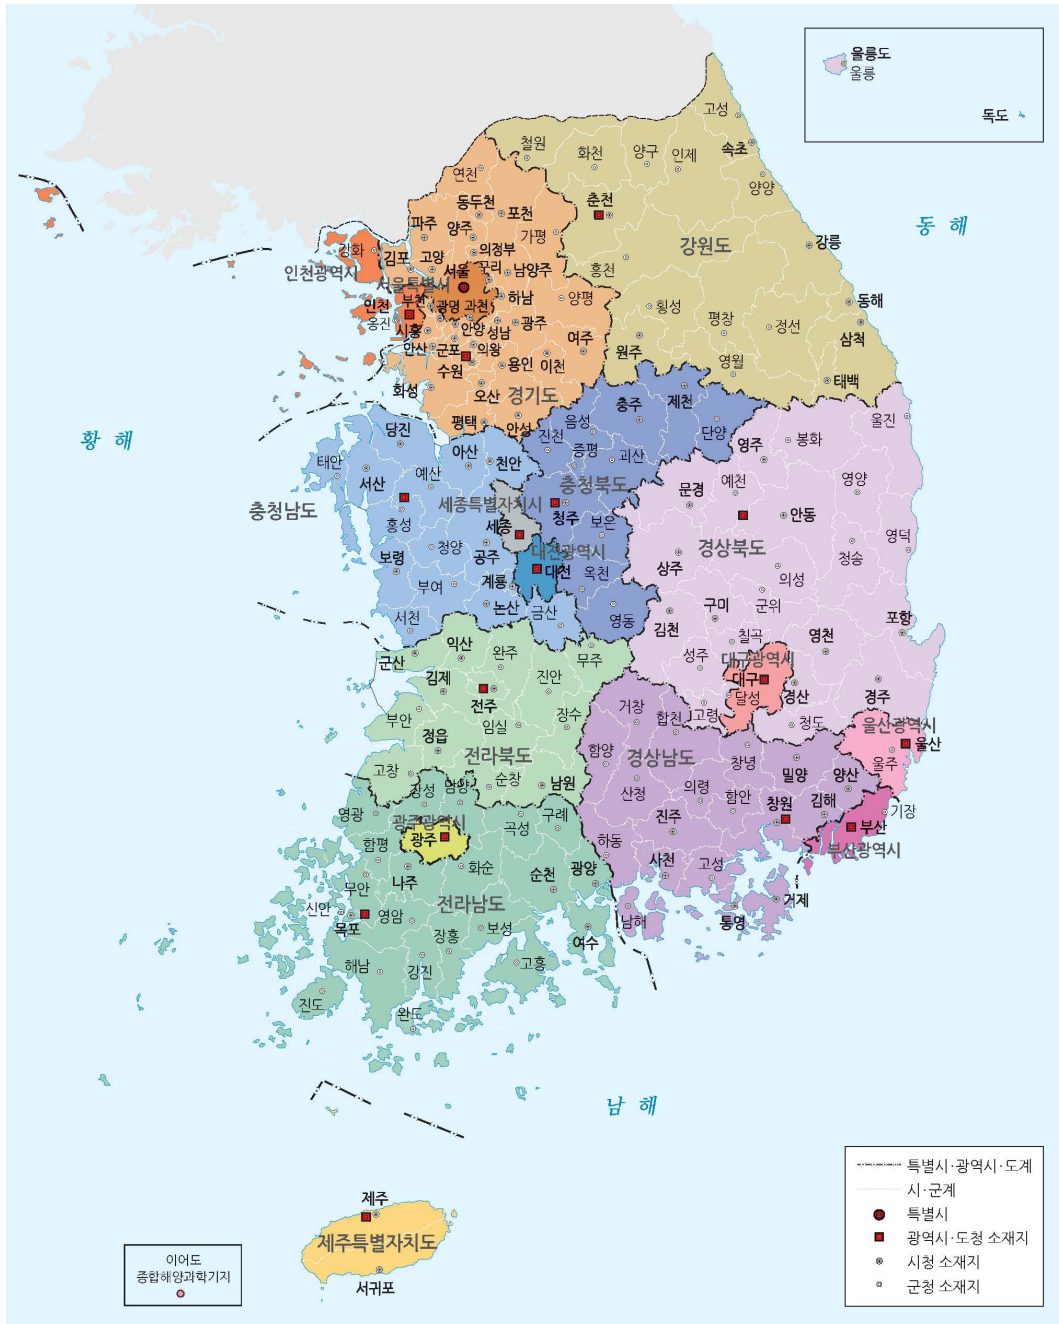 울릉도
울릉
독도
고성
철원
화천
양구
인제
속초
연천
양양
동두천
포천
춘천
파주
양주
가평
강원도
강릉
동해
강화
김포
고양
의정부
구리
남양주
홍천
인천광역시
서울특별시
서울
인천
부천
광명
과천
하남
양평
횡성
동해
옹진
시흥
안양
성남
광주
평창
정선
삼척
안산
군포
의왕
여주
원주
영월
수원
용인
이천
화성
오산
경기도
태백
황해
평택
안성
당진
충주
제천
음성
진천
단양
영주
봉화
울진
태안
서산
예산
아산
천안
증평
괴산
충청북도
문경
예천
영양
충청남도
홍성
세종특별자치시
세종
청주
보은
안동
영덕
보령
청양
공주
대전광역시
대전
옥천
경상북도
상주
의성
청송
부여
계룡
논산
금산
영동
구미
군위
서천
김천
칠곡
영천
포항
군산
익산
완주
무주
성주
대구광역시
대구
달성
경산
경주
김제
전주
진안
거창
합천
고령
청도
부안
정읍
임실
장수
울산광역시
울산
전라북도
함양
경상남도
창녕
밀양
양산
울주
고창
장성
담양
순창
남원
산청
의령
함안
창원
김해
기장
영광
광주광역시
광주
곡성
구례
하동
진주
부산
부산광역시
함평
나주
화순
순천
광양
사천
고성
무안
신안
목포
영암
전라남도
보성
남해
통영
거제
장흥
여수
해남
강진
고흥
진도
완도
남해
제주
제주특별자치도
서귀포
이어도
종합해양과학기지
특별시·광역시·도계
시·군계
특별시
광역시·도청 소재지
시청 소재지
군청 소재지